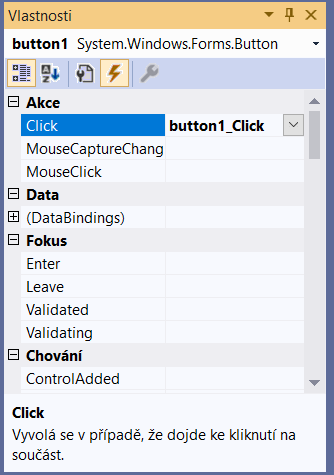 Vlastnosti
button1 System.Windows.Forms.Button
Akce
Click button1_Click
MouseCaptureChang
MouseClick
Data
(DataBindings)
Fokus
Enter
Leave
Validated
Validating
Chování
ControlAdded
Click
Vyvolá se v případě, že dojde ke kliknutí na
součást.